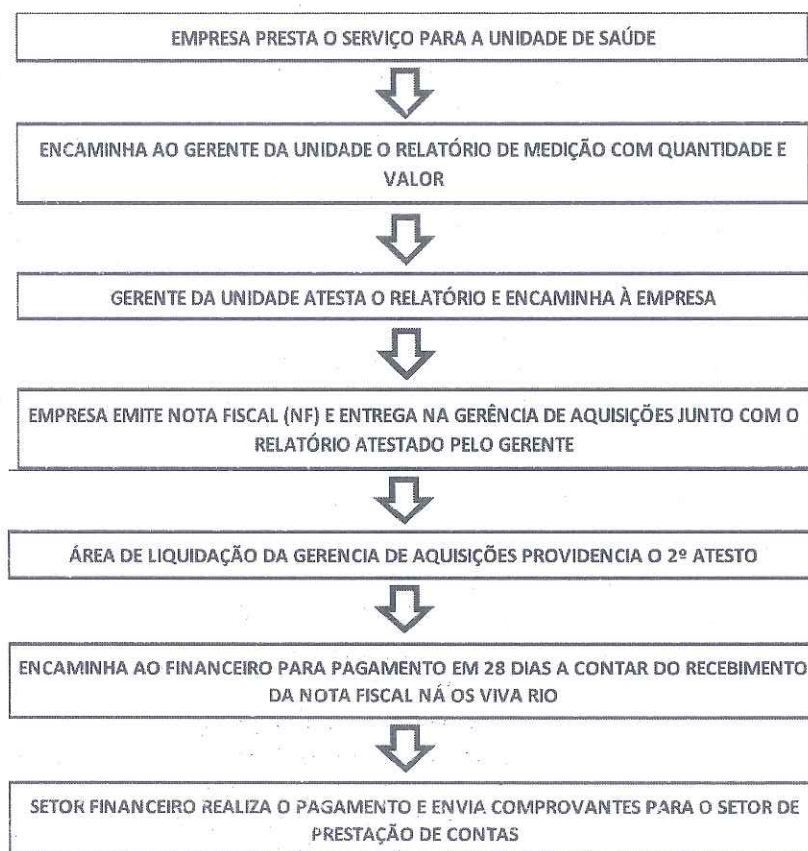 EMPRESA PRESTA O SERVIÇO PARA A UNIDADE DE SAÚDE
ENCAMINHA AO GERENTE DA UNIDADE O RELATÓRIO DE MEDIÇÃO COM QUANTIDADE E
VALOR
GERENTE DA UNIDADE ATESTA O RELATÓRIO E ENCAMINHA À EMPRESA
EMPRESA EMITE NOTA FISCAL (NF) E ENTREGA NA GERÊNCIA DE AQUISIÇÕES JUNTO COM O
RELATÓRIO ATESTADO PELO GERENTE
ÁREA DE LIQUIDAÇÃO DA GERENCIA DE AQUISIÇÕES PROVIDENCIA O 2º ATESTO
ENCAMINHA AO FINANCEIRO PARA PAGAMENTO EM 28 DIAS A CONTAR DO RECEBIMENTO
DA NOTA FISCAL NÁ OS VIVA RIO
SETOR FINANCEIRO REALIZA O PAGAMENTO E ENVIA COMPROVANTES PARA O SETOR DE
PRESTAÇÃO DE CONTAS